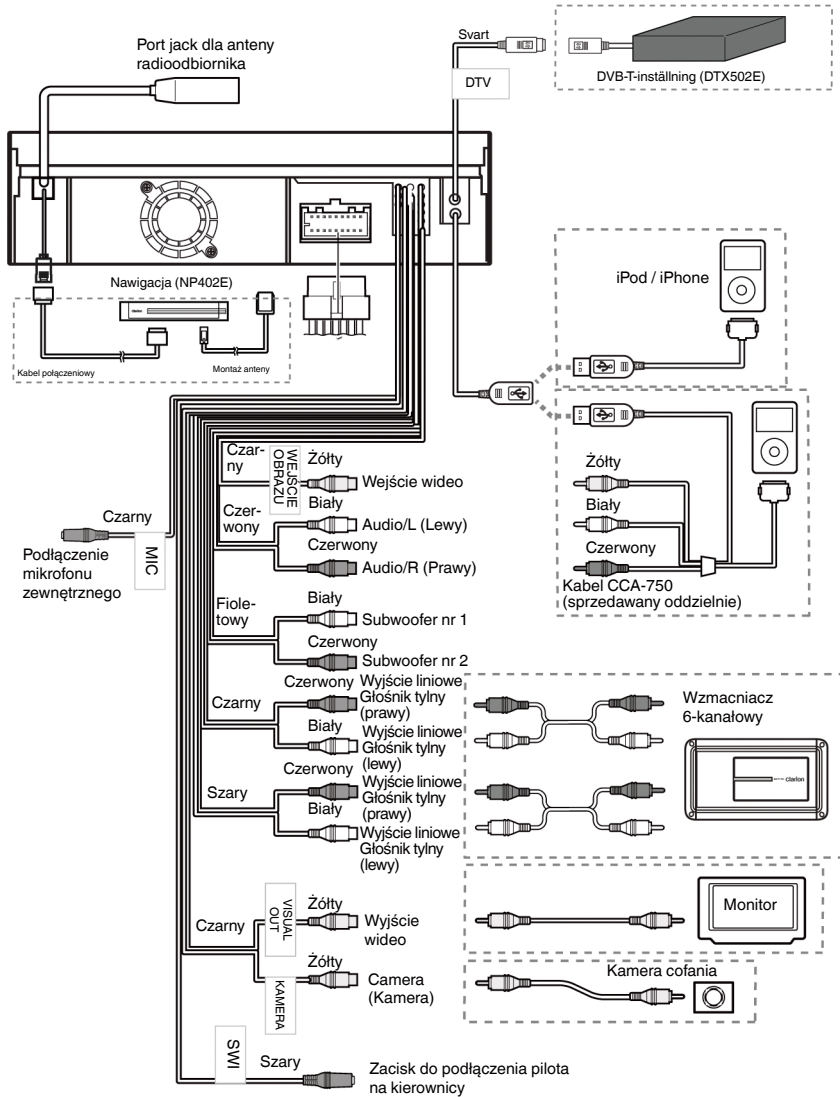 Port jack dla anteny
radioodbiornika
Svart
DTV
DVB-T-inställning (DTX502E)
Nawigacja (NP402E)
Clarion
Kabel połączeniowy
Montaż anteny
iPod / iPhone
Żółty
Biały
Czerwony
Kabel CCA-750
(sprzedawany oddzielnie)
Czarny
MIC
Podłączenie
mikrofonu
zewnętrznego
Czar-
ny
WEJŚCIE
OBRAZU
Żółty
Wejście wideo
Czer-
wony
Biały
Audio/L (Lewy)
Czerwony
Audio/R (Prawy)
Fiole-
towy
Biały
Subwoofer nr 1
Czerwony
Subwoofer nr 2
Czarny
Czerwony
Wyjście liniowe
Głośnik tylny
(prawy)
Biały
Wyjście liniowe
Głośnik tylny
(lewy)
Szary
Czerwony
Wyjście liniowe
Głośnik tylny
(prawy)
Biały
Wyjście liniowe
Głośnik tylny
(lewy)
Wzmacniacz
6-kanałowy
clarion
Czarny
VISUAL
OUT
Żółty
Wyjście
wideo
Monitor
KAMERA
Żółty
Camera
(Kamera)
Kamera cofania
SWI
Szary
Zacisk do podłączenia pilota
na kierownicy